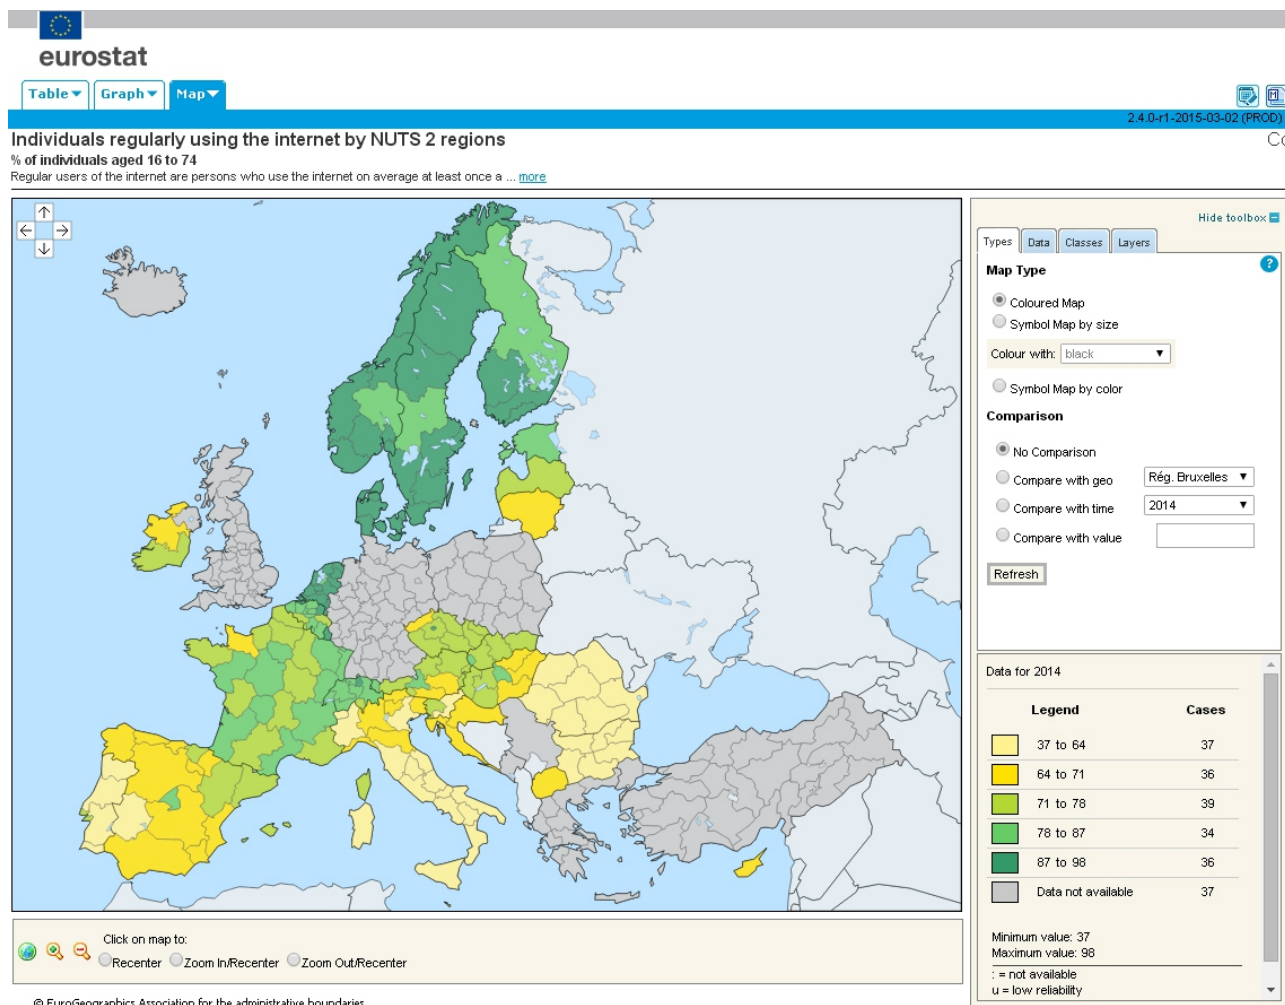 eurostat
Table Graph Map
2.4.0-r1-2015-03-02 (PROD)
Individuals regularly using the internet by NUTS 2 regions
% of individuals aged 16 to 74
Regular users of the internet are persons who use the internet on average at least once a ... more
Hide toolbox
Types Data Classes Layers
Map Type
?
Coloured Map
Symbol Map by size
Colour with: black
Symbol Map by color
Comparison
No Comparison
Compare with geo Rég. Bruxelles
Compare with time 2014
Compare with value
Refresh
Data for 2014
Legend Cases
37 to 64 37
64 to 71 36
71 to 78 39
78 to 87 34
87 to 98 36
Data not available 37
Minimum value: 37
Maximum value: 98
: = not available
u = low reliability
Click on map to:
Recenter Zoom In/Recenter Zoom Out/Recenter
© EuroGeographics Association for the administrative boundaries